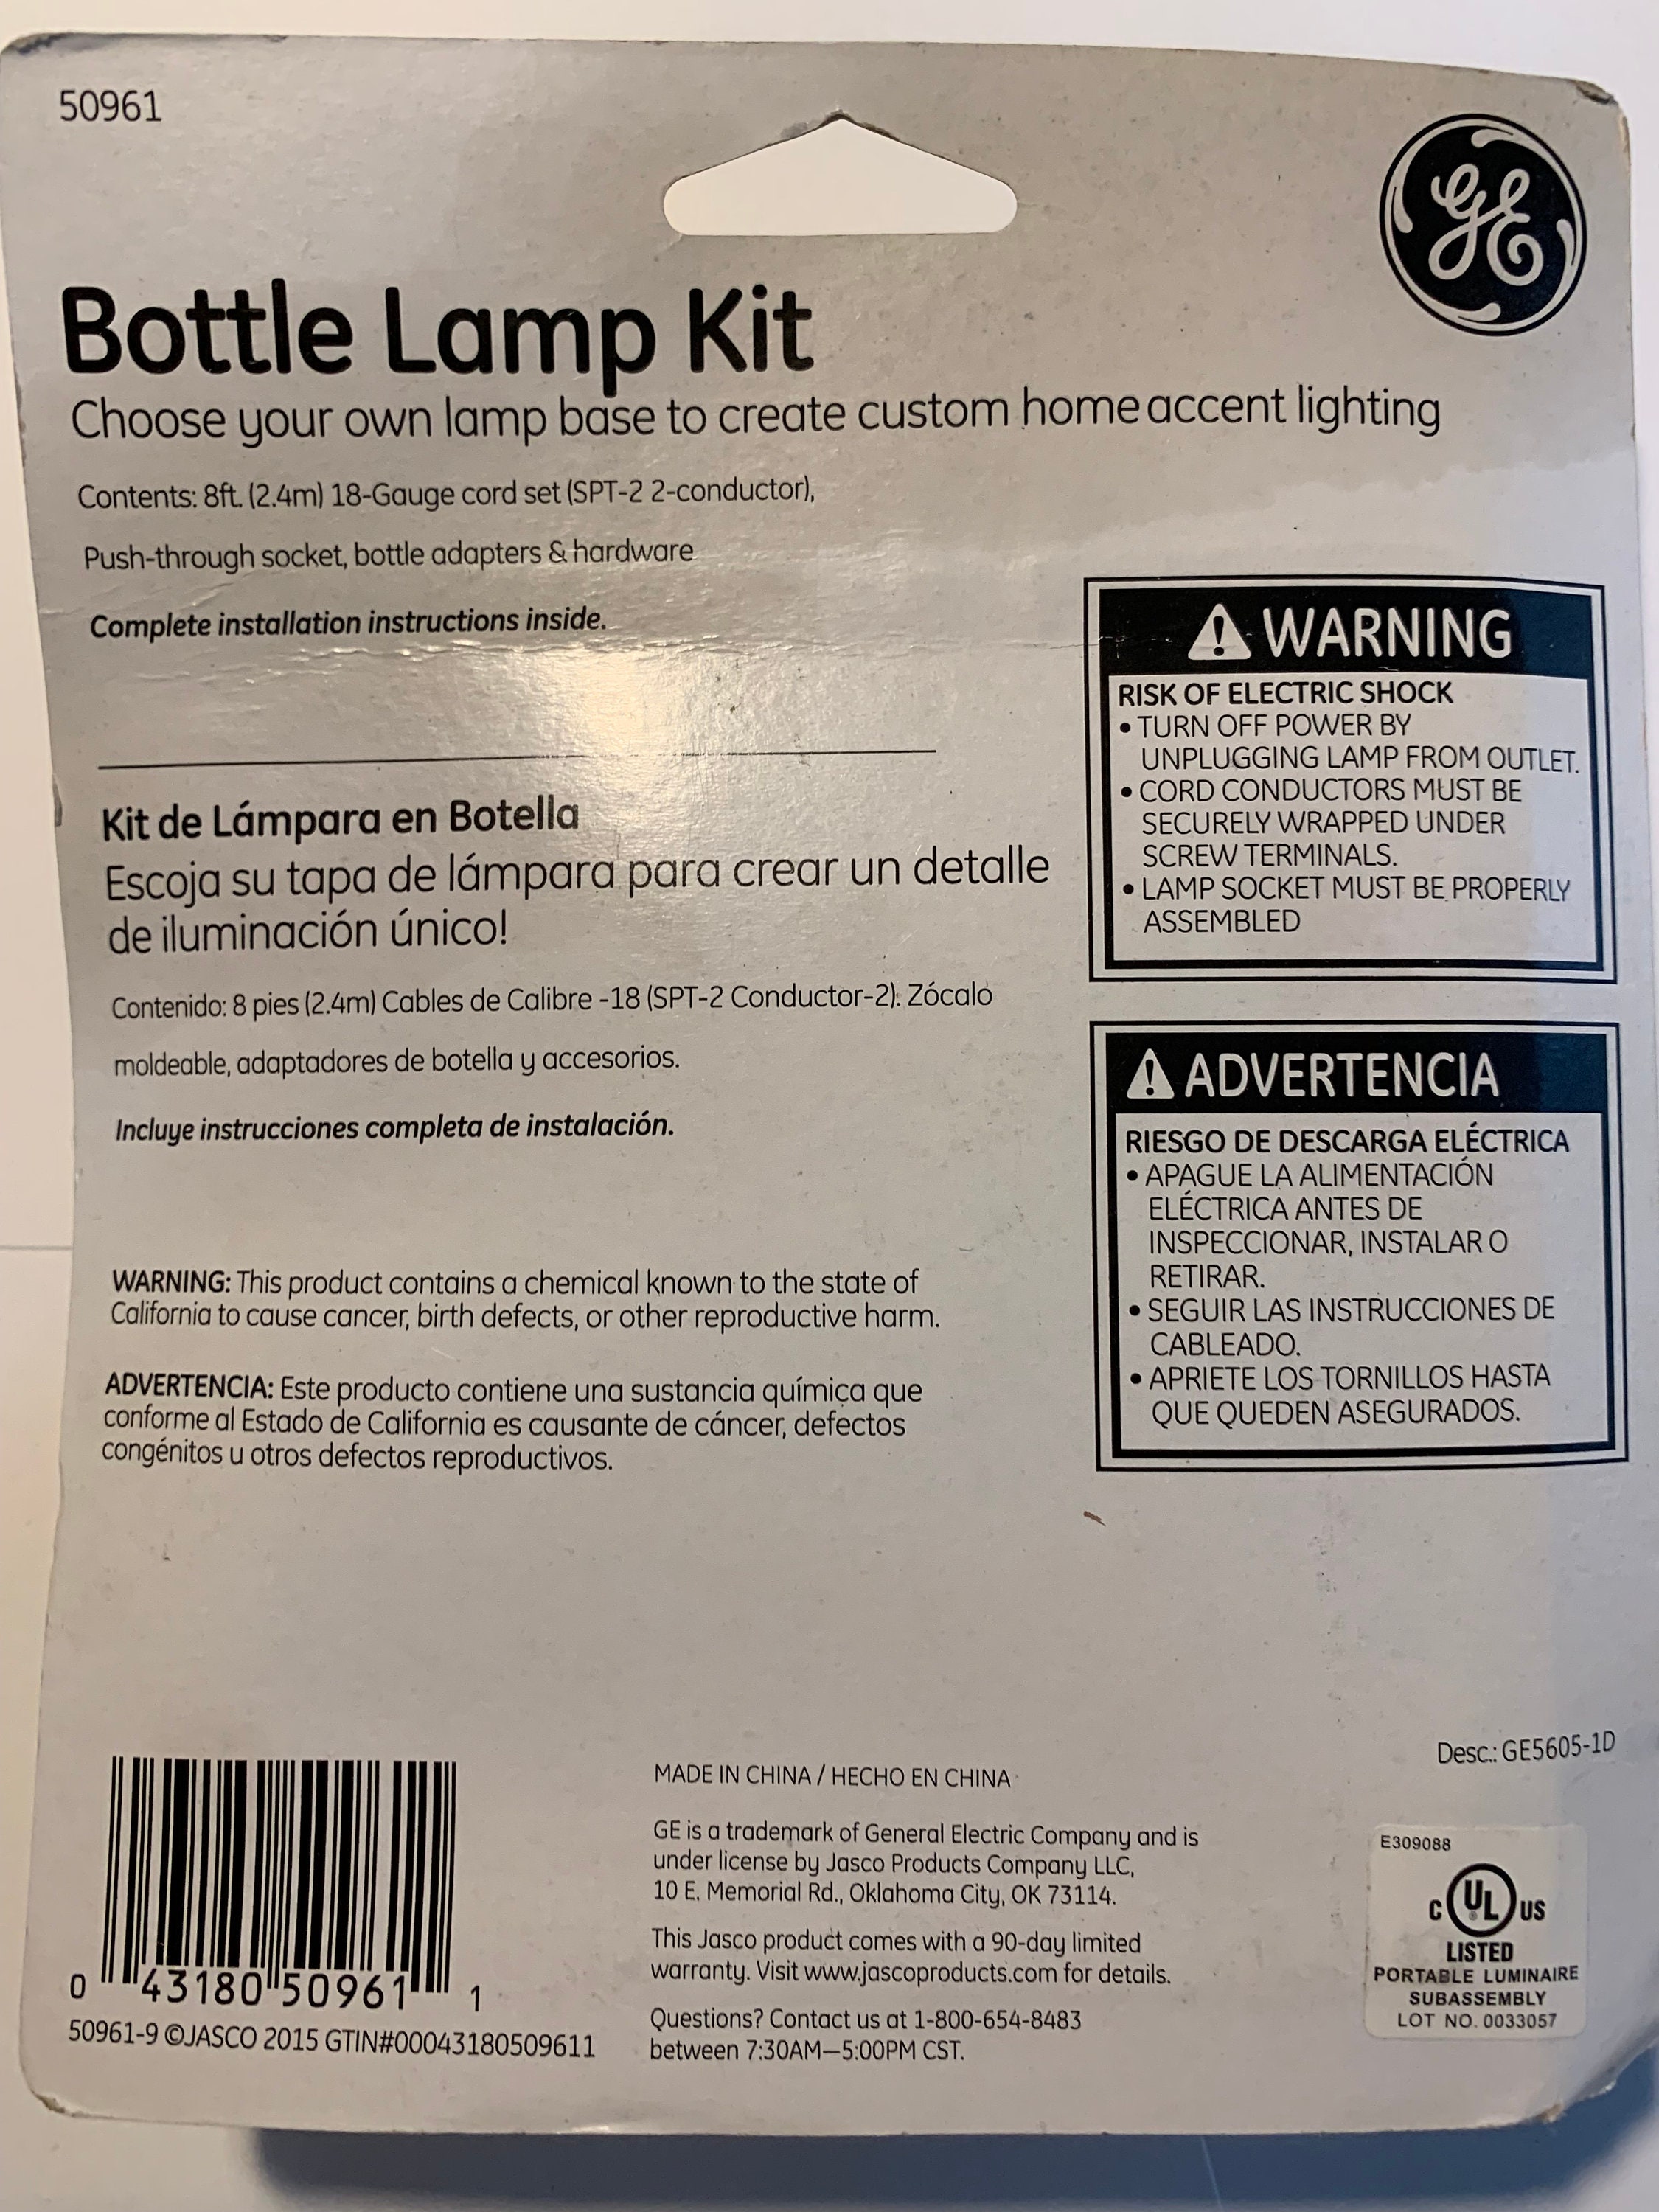 50961
GE
Bottle Lamp Kit
Choose your own lamp base to create custom home accent lighting
Contents: 8ft. (2.4m) 18-Gauge cord set (SPT-2 2-conductor),
Push-through socket, bottle adapters & hardware
Complete installation instructions inside.
WARNING
RISK OF ELECTRIC SHOCK
• TURN OFF POWER BY
UNPLUGGING LAMP FROM OUTLET.
• CORD CONDUCTORS MUST BE
SECURELY WRAPPED UNDER
SCREW TERMINALS.
• LAMP SOCKET MUST BE PROPERLY
ASSEMBLED
Kit de Lámpara en Botella
Escoja su tapa de lámpara para crear un detalle
de iluminación único!
Contenido: 8 pies (2.4m) Cables de Calibre -18 (SPT-2 Conductor-2). Zócalo
moldeable, adaptadores de botella y accesorios.
Incluye instrucciones completa de instalación.
ADVERTENCIA
RIESGO DE DESCARGA ELÉCTRICA
• APAGUE LA ALIMENTACIÓN
ELÉCTRICA ANTES DE
INSPECCIONAR, INSTALAR O
RETIRAR.
• SEGUIR LAS INSTRUCCIONES DE
CABLEADO.
• APRIETE LOS TORNILLOS HASTA
QUE QUEDEN ASEGURADOS.
WARNING: This product contains a chemical known to the state of
California to cause cancer, birth defects, or other reproductive harm.
ADVERTENCIA: Este producto contiene una sustancia química que
conforme al Estado de California es causante de cáncer, defectos
congénitos u otros defectos reproductivos.
0 43180 50961 1
50961-9 ©JASCO 2015 GTIN#00043180509611
MADE IN CHINA / HECHO EN CHINA
GE is a trademark of General Electric Company and is
under license by Jasco Products Company LLC,
10 E. Memorial Rd., Oklahoma City, OK 73114.
This Jasco product comes with a 90-day limited
warranty. Visit www.jascoproducts.com for details.
Questions? Contact us at 1-800-654-8483
between 7:30AM—5:00PM CST.
Desc.: GE5605-1D
E309088
C UL ® US
LISTED
PORTABLE LUMINAIRE
SUBASSEMBLY
LOT NO. 0033057